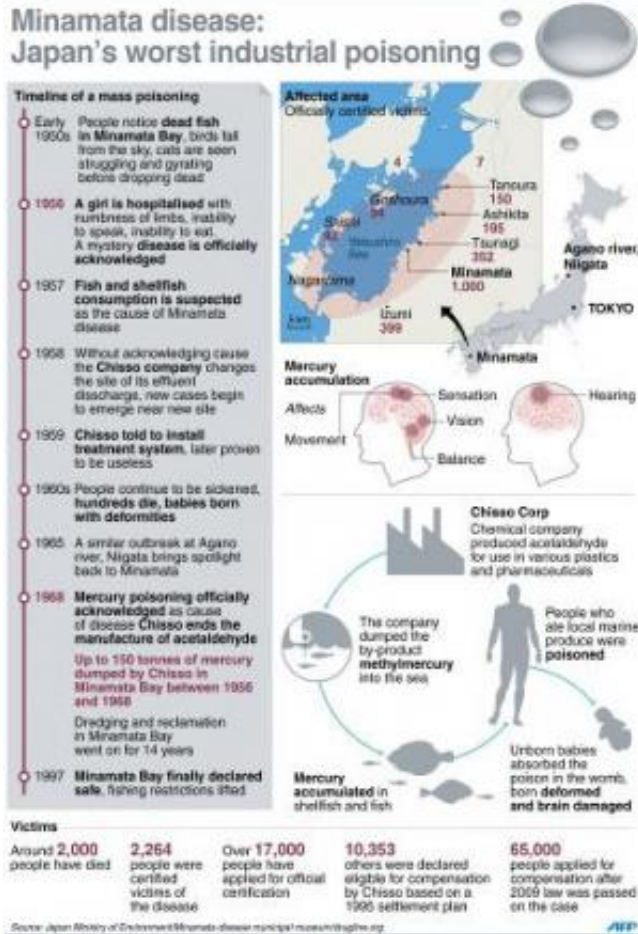 Minamata disease:
Japan's worst industrial poisoning
Timeline of a mass poisoning
Early 1950s People notice dead fish
in Minamata Bay, birds fall
from the sky, cats are seen
struggling and gyrating
before dropping dead
1956 A girl is hospitalised with
numbness of limbs, inability
to speak, inability to eat.
A mystery disease is officially
acknowledged
1957 Fish and shellfish
consumption is suspected
as the cause of Minamata
disease
1958 Without acknowledging cause
the Chisso company changes
the site of its effluent
disscharge, new cases begin
to emerge near new site
1959 Chisso told to install
treatment system, later proven
to be useless
1960s People continue to be sickened,
hundreds die, babies born
with deformities
1965 A similar outbreak at Agano
river, Niigata brings spotlight
back to Minamata
1968 Mercury poisoning officially
acknowledged as cause
of disease Chisso ends the
manufacture of acetaldehyde
Up to 150 tonnes of mercury
dumped by Chisso in
Minamata Bay between 1956
and 1968
Dredging and reclamation
in Minamata Bay
went on for 14 years
1997 Minamata Bay finally declared
safe, fishing restrictions lifted
Affected area
Officially certified victims
4
7
Goshoura
Tanoura
150
Ashikita
195
Tsunagi
352
Minamata
1,000
Izumi
399
Agano river,
Niigata
TOKYO
Minamata
Mercury
accumulation
Affects
Movement
Sensation
Vision
Balance
Hearing
Chisso Corp
Chemical company
produced acetaldehyde
for use in various plastics
and pharmaceuticals
The company
dumped the
by-product
methylmercury
into the sea
People who
ate local marine
produce were
poisoned
Mercury
accumulated in
shellfish and fish
Unborn babies
absorbed the
poison in the womb,
born deformed
and brain damaged
Victims
Around 2,000
people have died
2,264
people were
certified
victims of
the disease
Over 17,000
people have
applied for official
certification
10,353
others were declared
eligible for compensation
by Chisso based on a
1995 settlement plan
65,000
people applied for
compensation after
2009 law was passed
on the case
Source: Japan Ministry of Environment/Minamata disease municipal museum/drugline.org
AFP